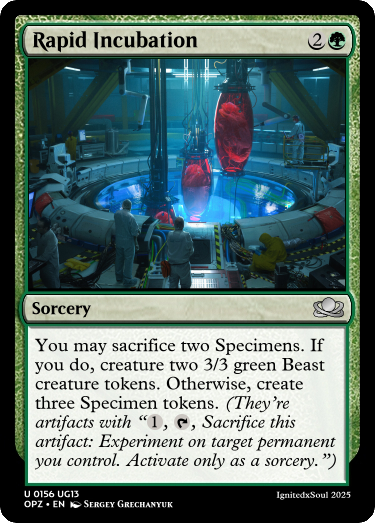 Rapid Incubation 2
Sorcery
You may sacrifice two Specimens. If
you do, creature two 3/3 green Beast
creature tokens. Otherwise, create
three Specimen tokens. (They're
artifacts with “1, , Sacrifice this
artifact: Experiment on target permanent
you control. Activate only as a sorcery.”)
U 0156 UG13
OPZ • EN Sergey Grechanyuk
IgnitedxSoul 2025